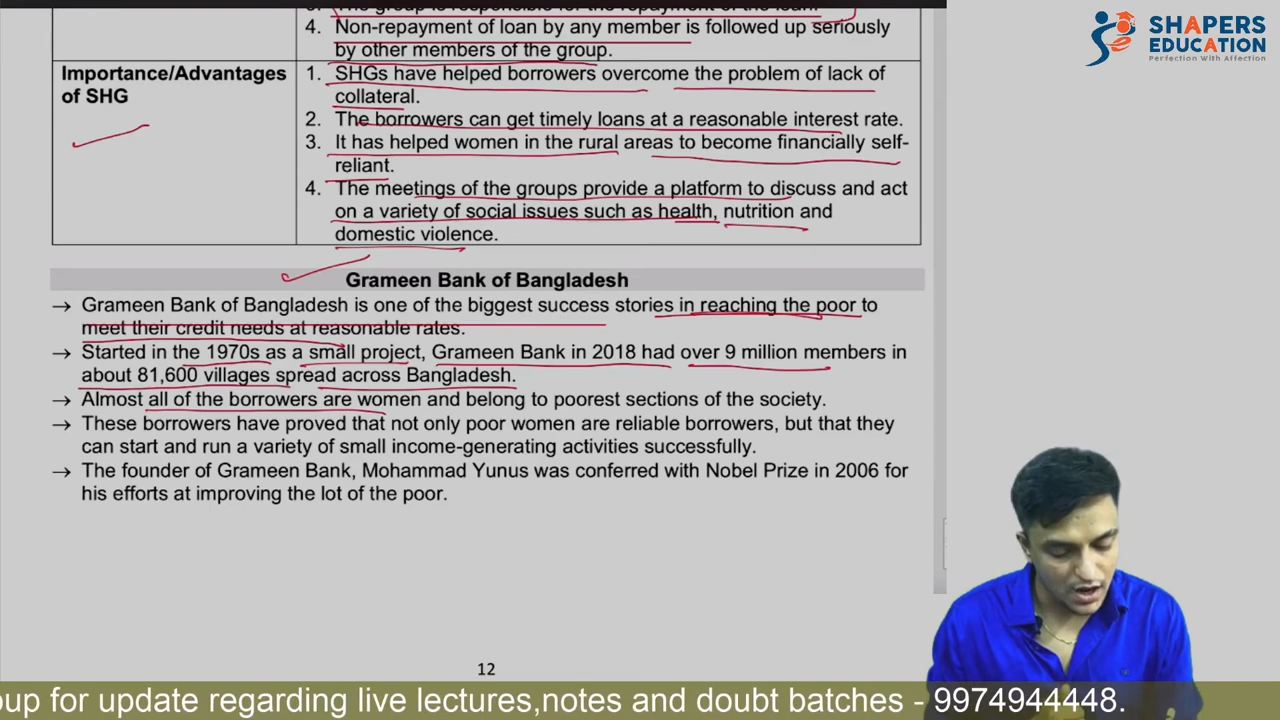 3. The group is responsible for the repayment of the loan.
4. Non-repayment of loan by any member is followed up seriously
by other members of the group.
Importance/Advantages
of SHG
1. SHGs have helped borrowers overcome the problem of lack of
collateral.
2. The borrowers can get timely loans at a reasonable interest rate.
3. It has helped women in the rural areas to become financially self-
reliant.
4. The meetings of the groups provide a platform to discuss and act
on a variety of social issues such as health, nutrition and
domestic violence.
Grameen Bank of Bangladesh
→ Grameen Bank of Bangladesh is one of the biggest success stories in reaching the poor to
meet their credit needs at reasonable rates.
→ Started in the 1970s as a small project, Grameen Bank in 2018 had over 9 million members in
about 81,600 villages spread across Bangladesh.
→ Almost all of the borrowers are women and belong to poorest sections of the society.
→ These borrowers have proved that not only poor women are reliable borrowers, but that they
can start and run a variety of small income-generating activities successfully.
→ The founder of Grameen Bank, Mohammad Yunus was conferred with Nobel Prize in 2006 for
his efforts at improving the lot of the poor.
12
SHAPERS
EDUCATION
Perfection With Affection
oup for update regarding live lectures,notes and doubt batches - 9974944448.